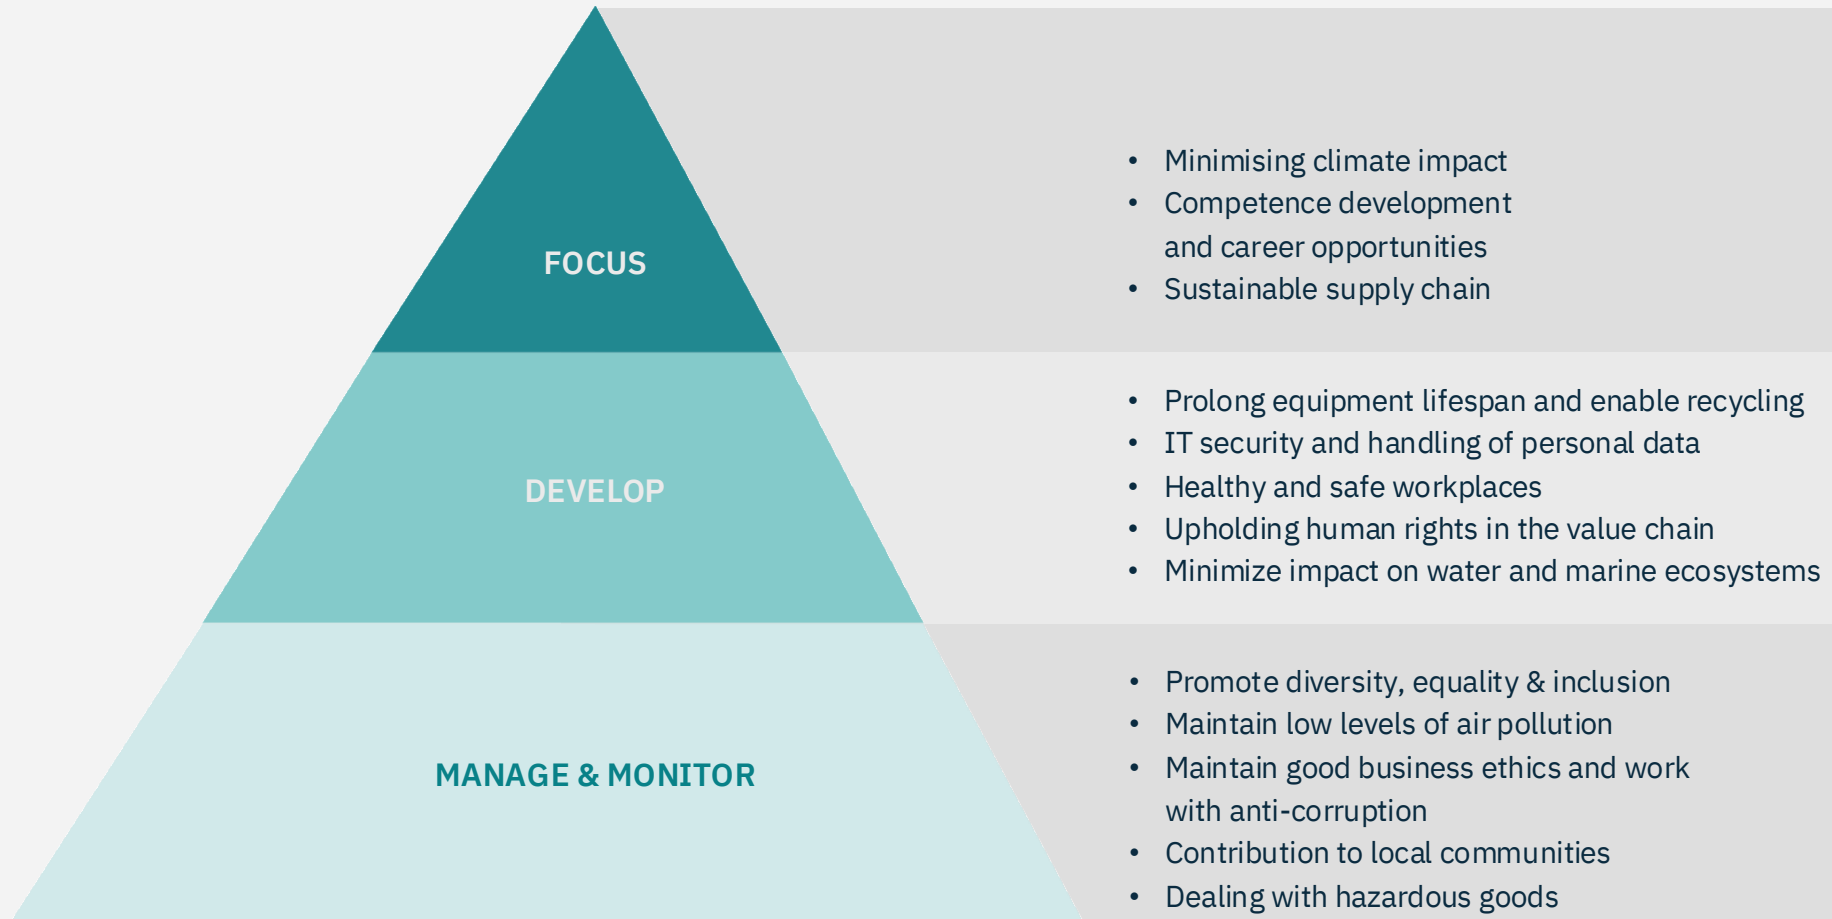 FOCUS
• Minimising climate impact
• Competence development
and career opportunities
• Sustainable supply chain
DEVELOP
• Prolong equipment lifespan and enable recycling
• IT security and handling of personal data
• Healthy and safe workplaces
• Upholding human rights in the value chain
• Minimize impact on water and marine ecosystems
MANAGE & MONITOR
• Promote diversity, equality & inclusion
• Maintain low levels of air pollution
• Maintain good business ethics and work
with anti-corruption
• Contribution to local communities
• Dealing with hazardous goods